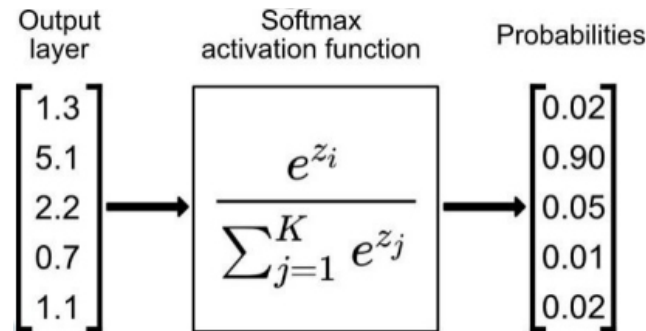 Output
layer
Softmax
activation function
Probabilities
1.3
5.1
2.2
0.7
1.1
e^{z_i}
∑_{j=1}^{K} e^{z_j}
0.02
0.90
0.05
0.01
0.02